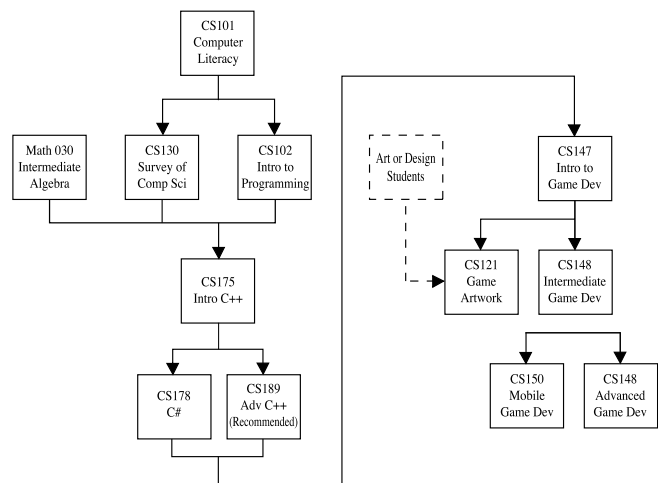 CS101
Computer
Literacy
Math 030
Intermediate
Algebra
CS130
Survey of
Comp Sci
CS102
Intro to
Programming
Art or Design
Students
CS147
Intro to
Game Dev
CS175
Intro C++
CS121
Game
Artwork
CS148
Intermediate
Game Dev
CS178
C#
CS189
Adv C++
(Recommended)
CS150
Mobile
Game Dev
CS148
Advanced
Game Dev